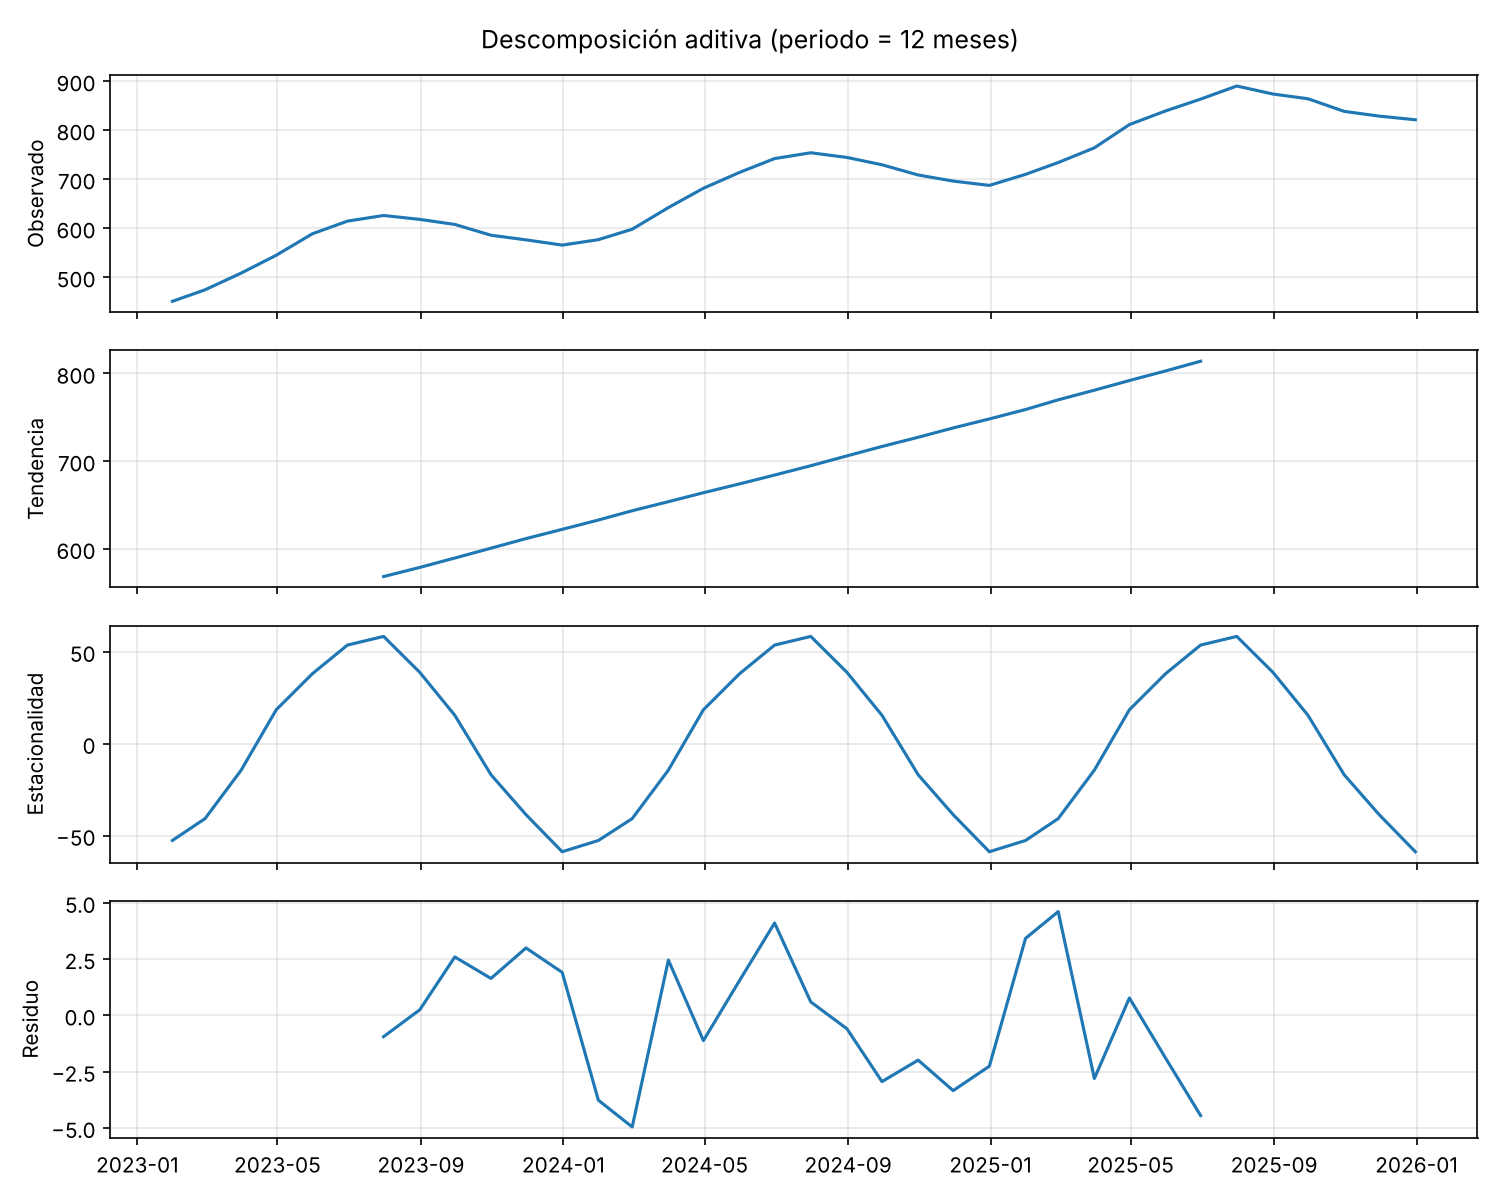 Descomposición aditiva (periodo = 12 meses)
Observado
900
800
700
600
500
Tendencia
800
700
600
Estacionalidad
50
0
−50
Residuo
5.0
2.5
0.0
−2.5
−5.0
2023-01 2023-05 2023-09 2024-01 2024-05 2024-09 2025-01 2025-05 2025-09 2026-01